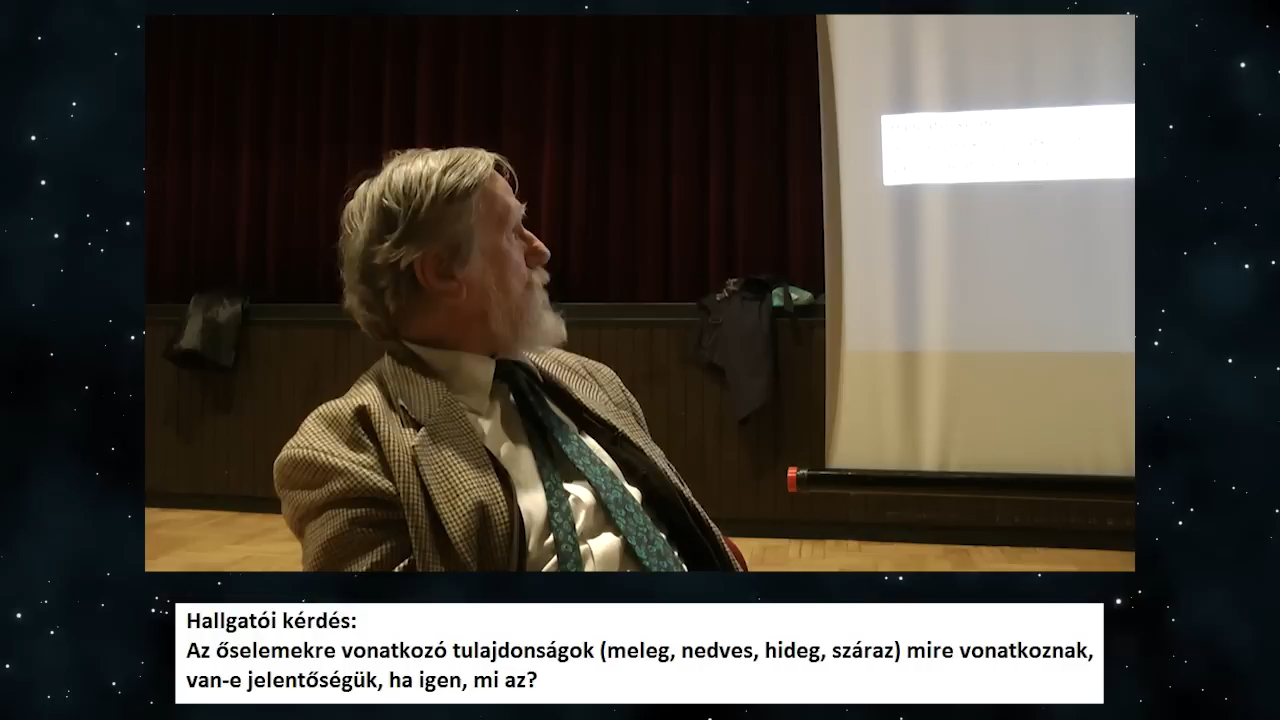 Hallgatói kérdés:
Az őselemekre vonatkozó tulajdonságok (meleg, nedves, hideg, száraz) mire vonatkoznak,
van-e jelentőségük, ha igen, mi az?